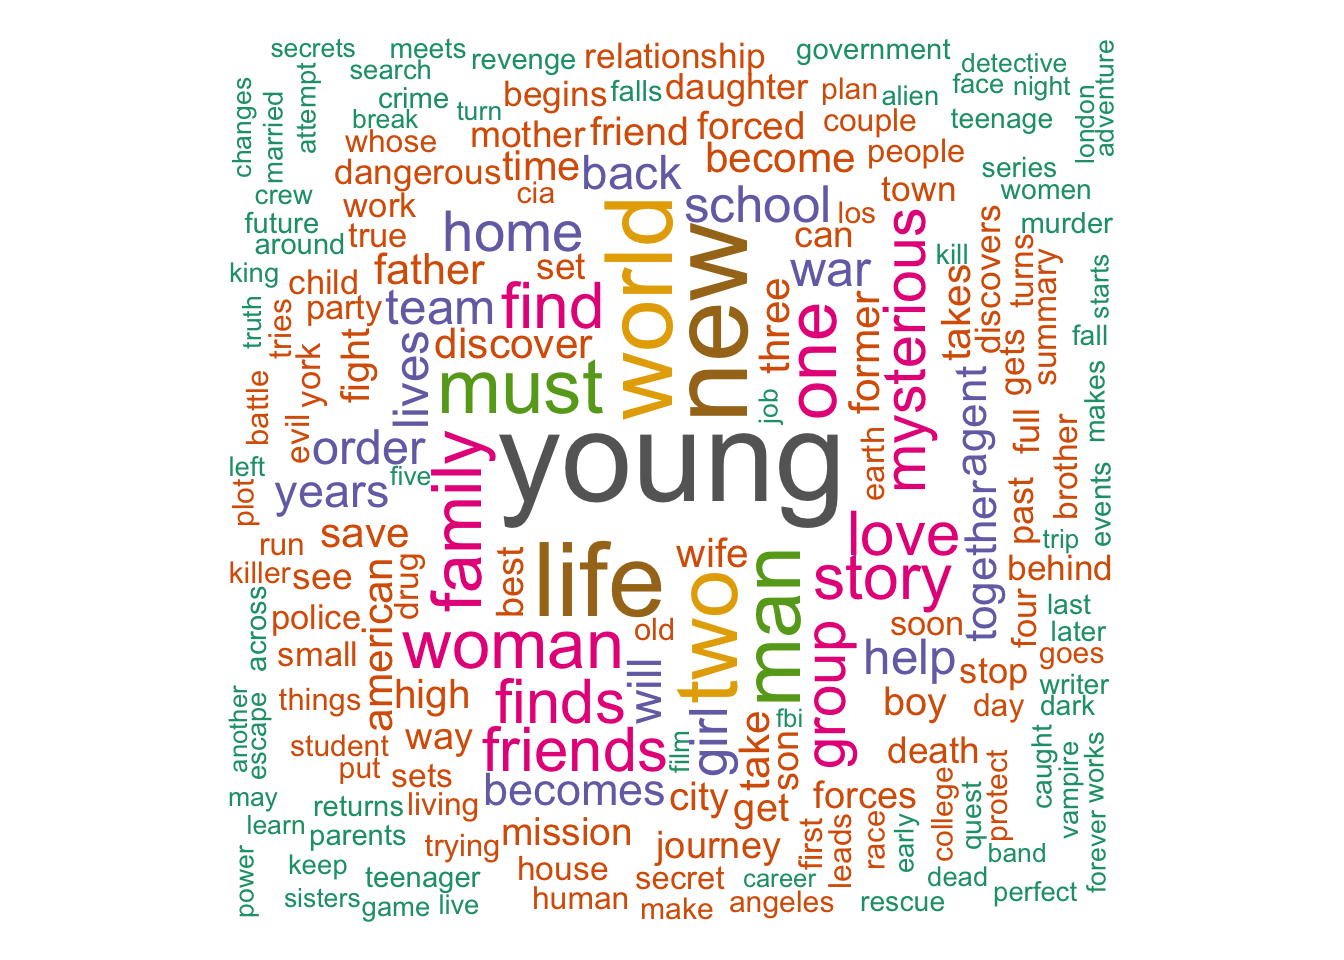 secrets
meets
revenge
relationship
government
detective
search
falls
daughter
plan
alien
face
night
adventure
london
changes
married
attempt
crime
begins
turn
break
whose
mother
friend
forced
couple
teenage
dangerous
time
back
become
people
series
women
crew
cia
work
school
los
town
murder
future
true
home
world
new
can
around
father
set
war
mysterious
kill
discovers
turns
starts
king
child
party
team
find
three
one
former
takes
gets
summary
fall
truth
tries
york
fight
lives
discover
must
job
agent
makes
battle
evil
order
family
young
earth
full
brother
left
five
years
plot
together
past
events
run
save
love
trip
killer
see
american
drug
best
life
wife
two
man
story
behind
across
police
woman
old
group
soon
four
last
later
small
will
help
stop
goes
things
high
finds
girl
boy
day
writer
dark
another
escape
student
way
friends
film
take
fbi
son
death
caught
vampire
works
put
sets
becomes
city
get
forces
college
protect
quest
may
returns
living
learn
parents
trying
mission
journey
first
leads
race
early
band
forever
power
keep
teenager
house
secret
career
dead
perfect
sisters
game
live
human
make
angeles
rescue